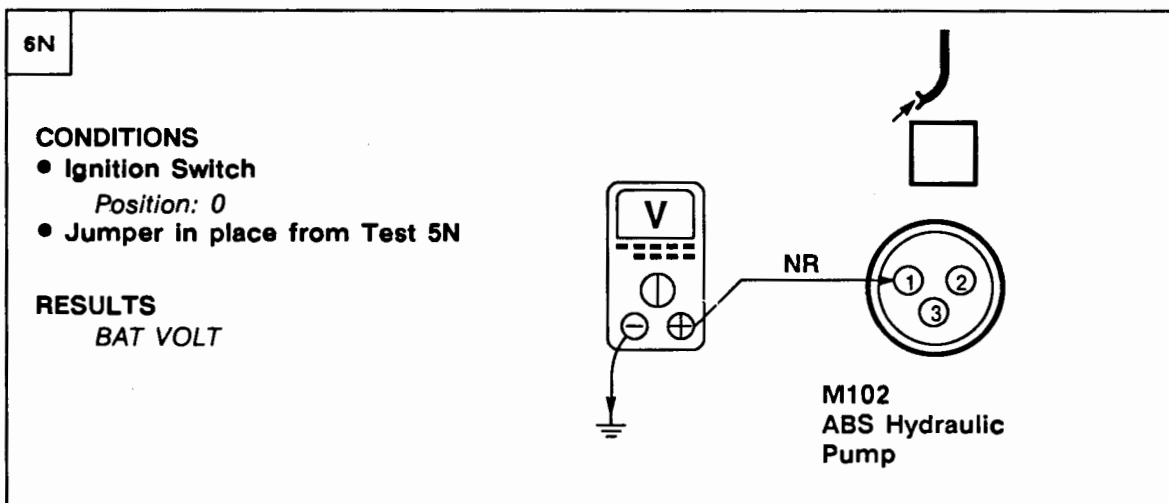 6N
CONDITIONS
● Ignition Switch
Position: 0
● Jumper in place from Test 5N
RESULTS
BAT VOLT
V
NR
1 2
3
M102
ABS Hydraulic
Pump